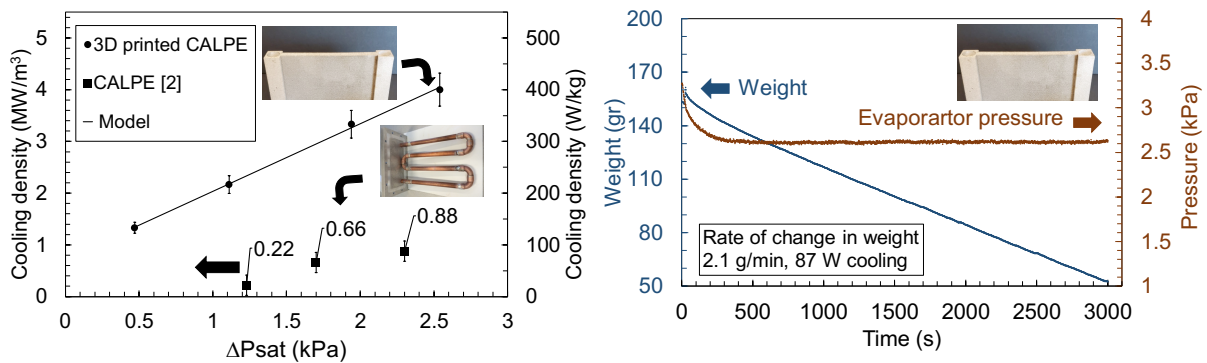 Cooling density (MW/m³)
5
4
3
2
1
0
3D printed CALPE
CALPE [2]
Model
0.22
0.66
0.88
500
400
300
200
100
0
Cooling density (W/kg)
0 0.5 1 1.5 2 2.5 3
ΔPsat (kPa)
Weight (gr)
200
170
140
110
80
50
Weight
Evaporartor pressure
Rate of change in weight
2.1 g/min, 87 W cooling
4
3.5
3
2.5
2
1.5
1
Pressure (kPa)
0 500 1000 1500 2000 2500 3000
Time (s)